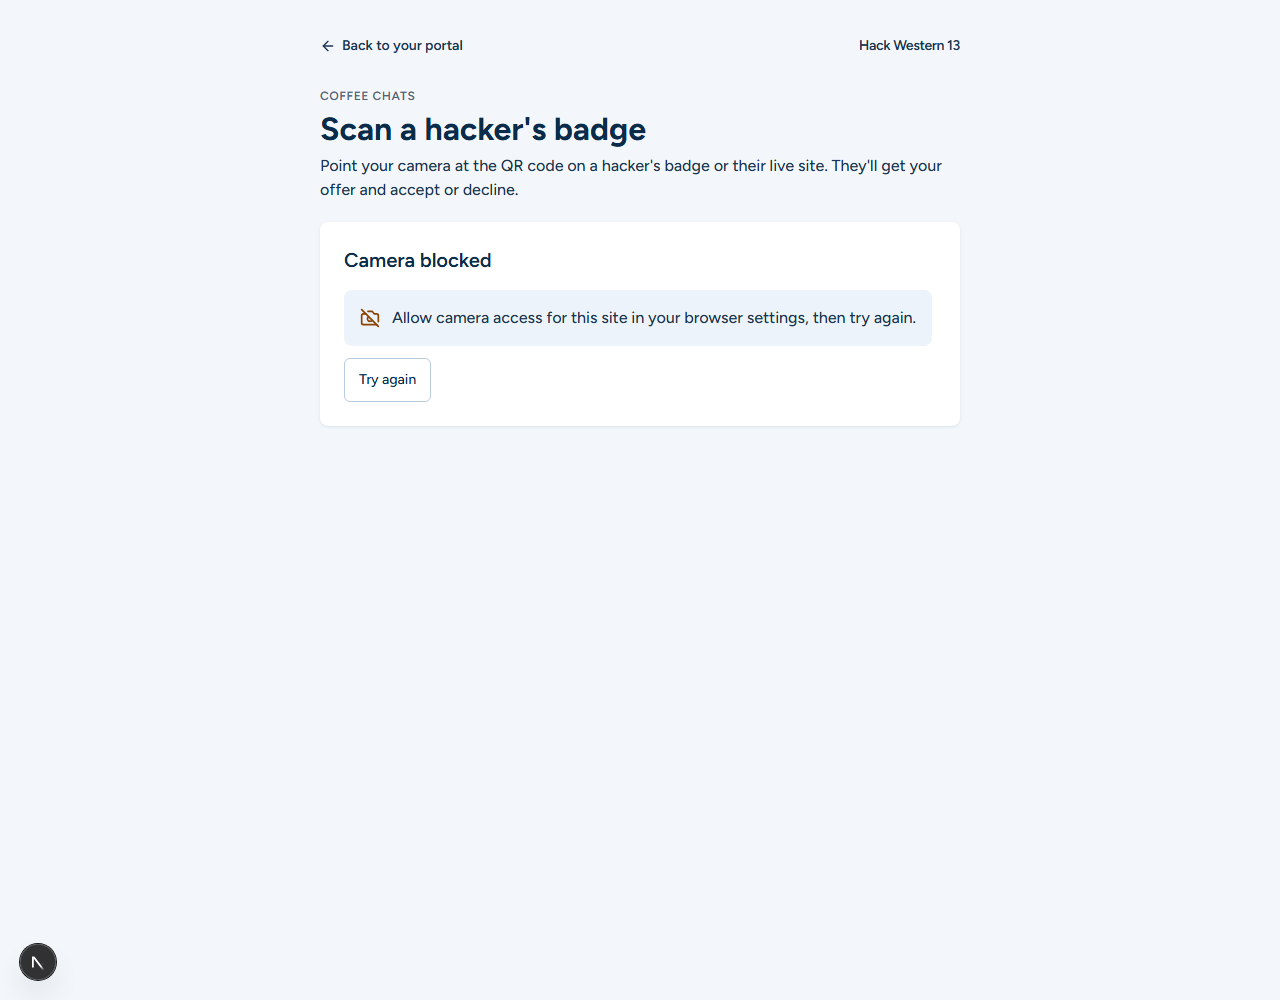 Back to your portal
Hack Western 13
COFFEE CHATS
Scan a hacker's badge
Point your camera at the QR code on a hacker's badge or their live site. They'll get your
offer and accept or decline.
Camera blocked
Allow camera access for this site in your browser settings, then try again.
Try again